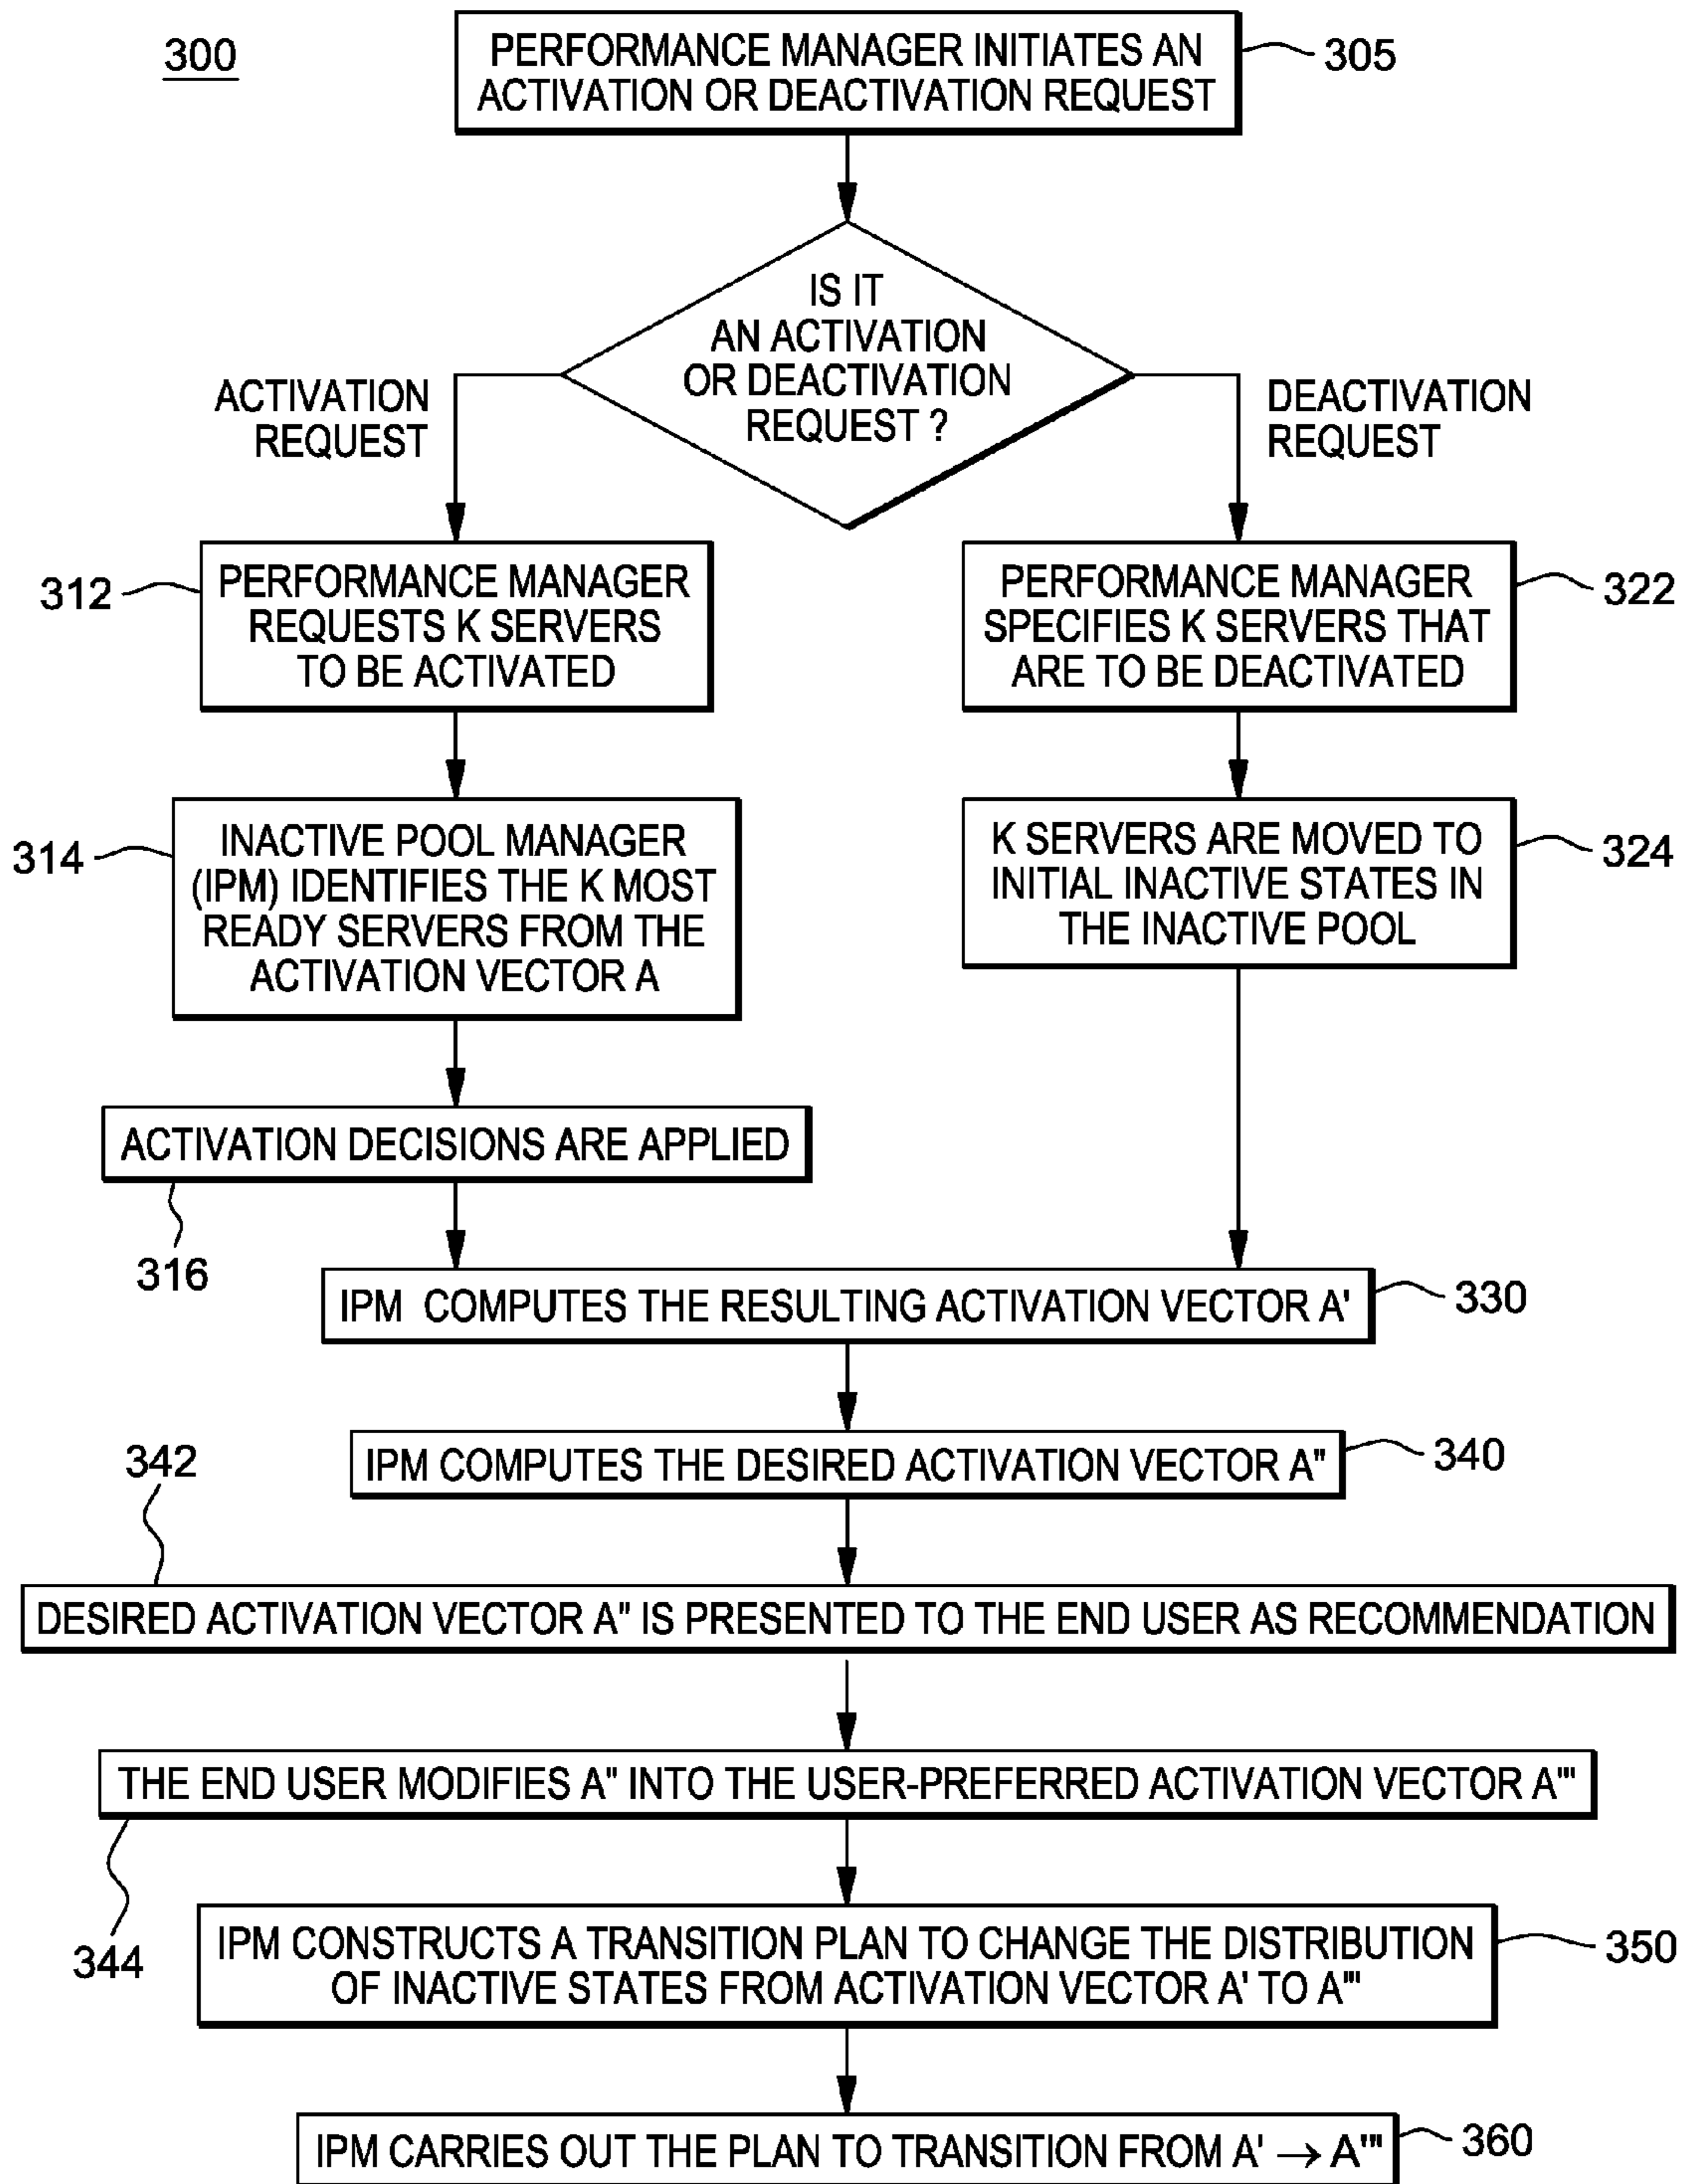 300
PERFORMANCE MANAGER INITIATES AN
ACTIVATION OR DEACTIVATION REQUEST
305
IS IT
AN ACTIVATION
OR DEACTIVATION
REQUEST ?
ACTIVATION
REQUEST
DEACTIVATION
REQUEST
312
PERFORMANCE MANAGER
REQUESTS K SERVERS
TO BE ACTIVATED
PERFORMANCE MANAGER
SPECIFIES K SERVERS THAT
ARE TO BE DEACTIVATED
322
314
INACTIVE POOL MANAGER
(IPM) IDENTIFIES THE K MOST
READY SERVERS FROM THE
ACTIVATION VECTOR A
K SERVERS ARE MOVED TO
INITIAL INACTIVE STATES IN
THE INACTIVE POOL
324
ACTIVATION DECISIONS ARE APPLIED
316
IPM COMPUTES THE RESULTING ACTIVATION VECTOR A'
330
IPM COMPUTES THE DESIRED ACTIVATION VECTOR A"
340
342
DESIRED ACTIVATION VECTOR A" IS PRESENTED TO THE END USER AS RECOMMENDATION
THE END USER MODIFIES A" INTO THE USER-PREFERRED ACTIVATION VECTOR A'''
344
IPM CONSTRUCTS A TRANSITION PLAN TO CHANGE THE DISTRIBUTION
OF INACTIVE STATES FROM ACTIVATION VECTOR A' TO A'''
350
IPM CARRIES OUT THE PLAN TO TRANSITION FROM A' → A'''
360